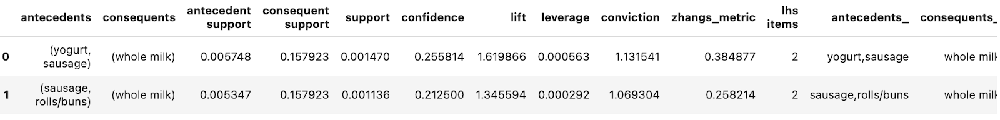 antecedents consequents antecedent support consequent support support confidence lift leverage conviction zhangs_metric lhs items antecedents_ consequents_
0 (yogurt, sausage) (whole milk) 0.005748 0.157923 0.001470 0.255814 1.619866 0.000563 1.131541 0.384877 2 yogurt,sausage whole milk
1 (sausage, rolls/buns) (whole milk) 0.005347 0.157923 0.001136 0.212500 1.345594 0.000292 1.069304 0.258214 2 sausage,rolls/buns whole milk